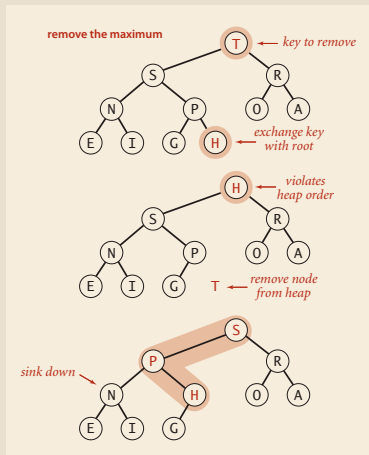 remove the maximum
T
key to remove
S
R
N
P
O
A
E
I
G
H
exchange key
with root
H
violates
heap order
S
R
N
P
O
A
E
I
G
T
remove node
from heap
S
P
R
sink down
N
H
O
A
E
I
G